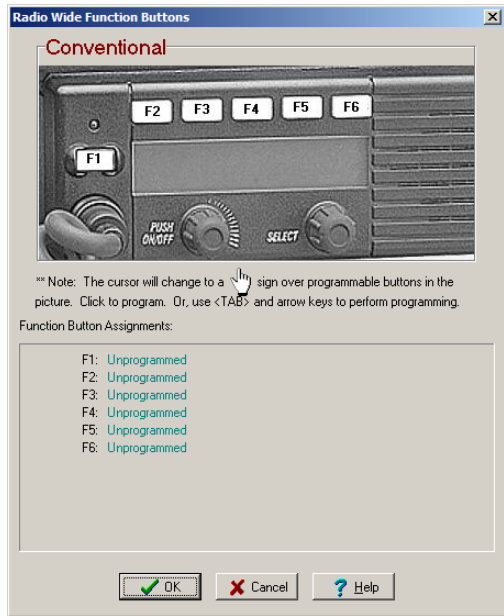 Radio Wide Function Buttons
Conventional
F2 F3 F4 F5 F6
F1
PUSH
ON/OFF
SELECT
** Note: The cursor will change to a sign over programmable buttons in the
picture. Click to program. Or, use <TAB> and arrow keys to perform programming.
Function Button Assignments:
F1: Unprogrammed
F2: Unprogrammed
F3: Unprogrammed
F4: Unprogrammed
F5: Unprogrammed
F6: Unprogrammed
OK Cancel Help